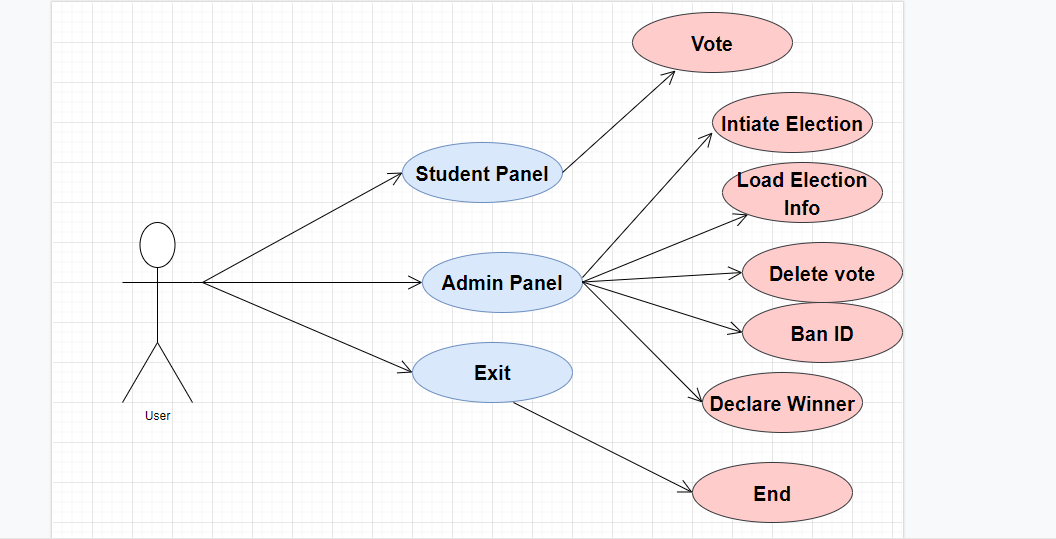 Vote
Intiate Election
Student Panel
Load Election
Info
Admin Panel
Delete vote
Ban ID
Exit
Declare Winner
User
End